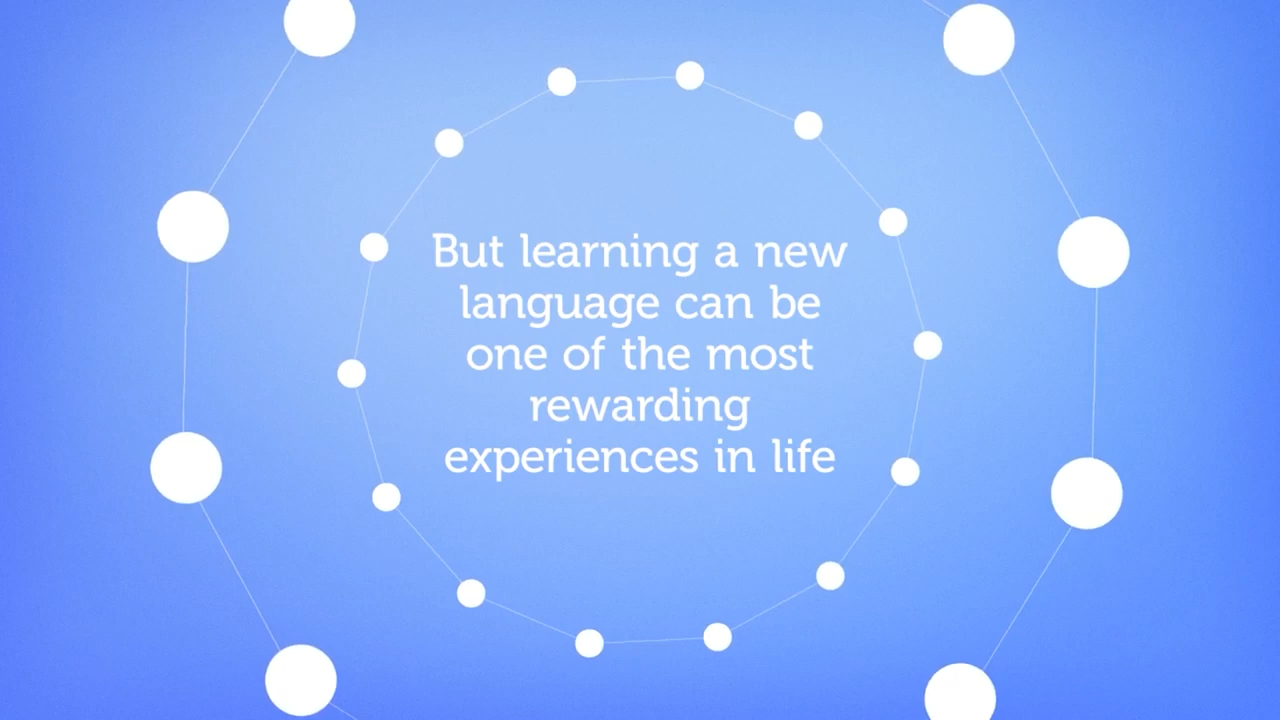 But learning a new
language can be
one of the most
rewarding
experiences in life